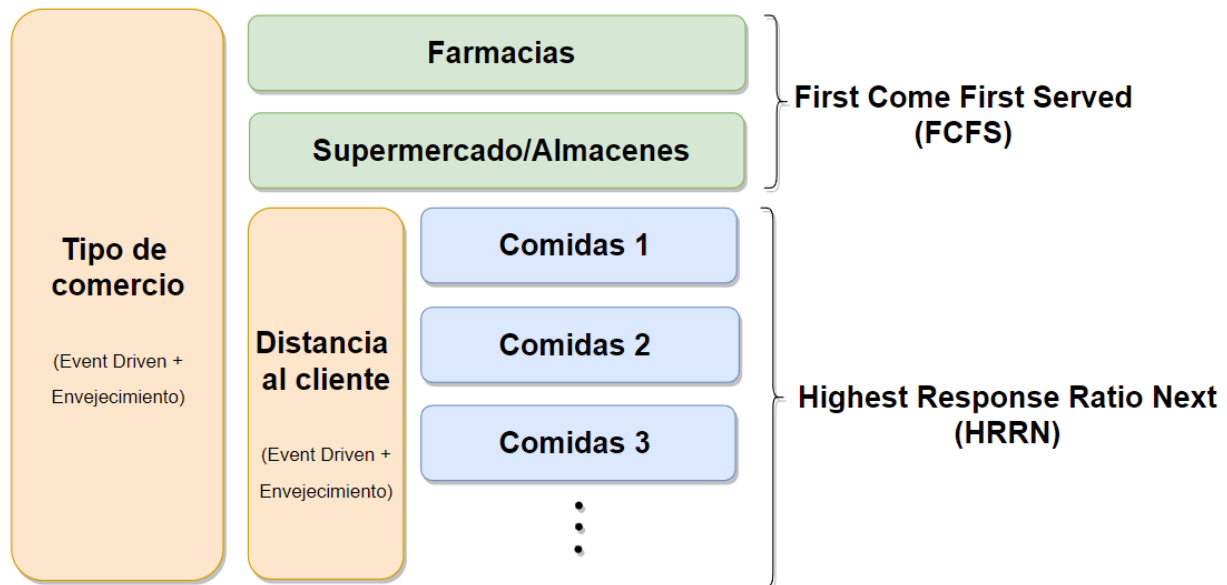 Farmacias
First Come First Served
(FCFS)
Supermercado/Almacenes
Tipo de
comercio
(Event Driven +
Envejecimiento)
Distancia
al cliente
(Event Driven +
Envejecimiento)
Comidas 1
Comidas 2
Comidas 3
Highest Response Ratio Next
(HRRN)